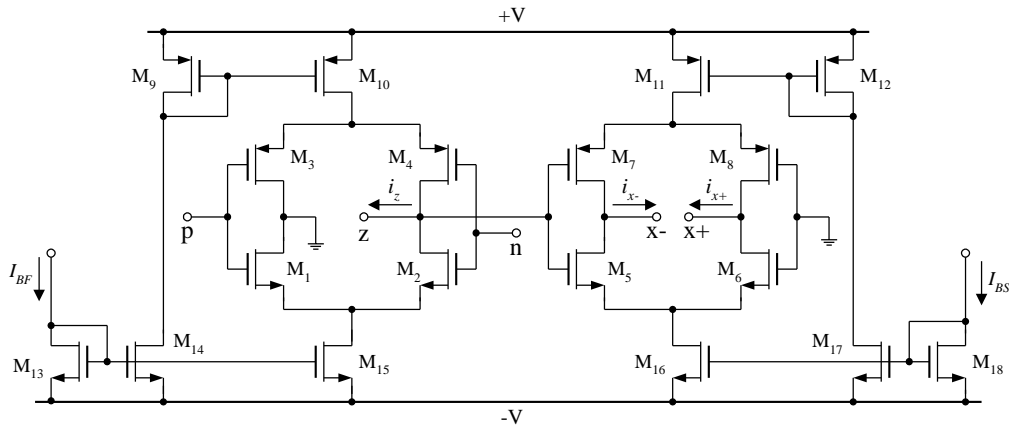 +V
M9 M10 M11 M12
M3 M4 M7 M8
iz ix- ix+
p z n x- x+
M1 M2 M5 M6
IBF IBS
M13 M14 M15 M16 M17 M18
-V